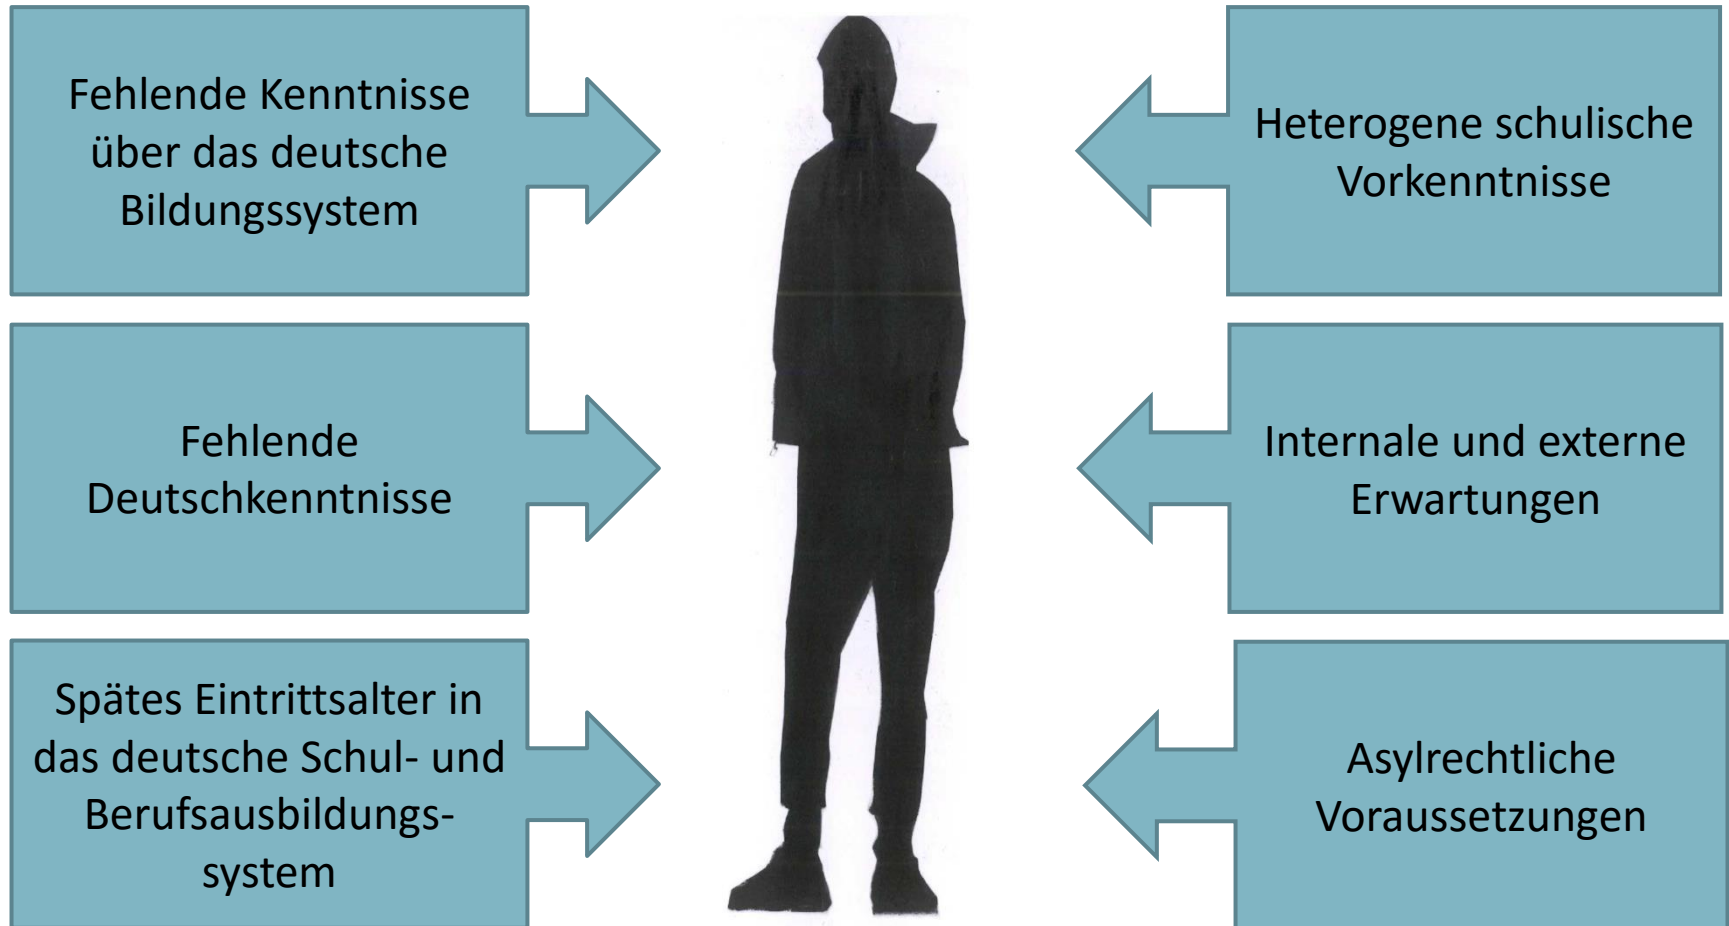 Fehlende Kenntnisse
über das deutsche
Bildungssystem
Heterogene schulische
Vorkenntnisse
Fehlende
Deutschkenntnisse
Internale und externe
Erwartungen
Spätes Eintrittsalter in
das deutsche Schul- und
Berufsausbildungs-
system
Asylrechtliche
Voraussetzungen